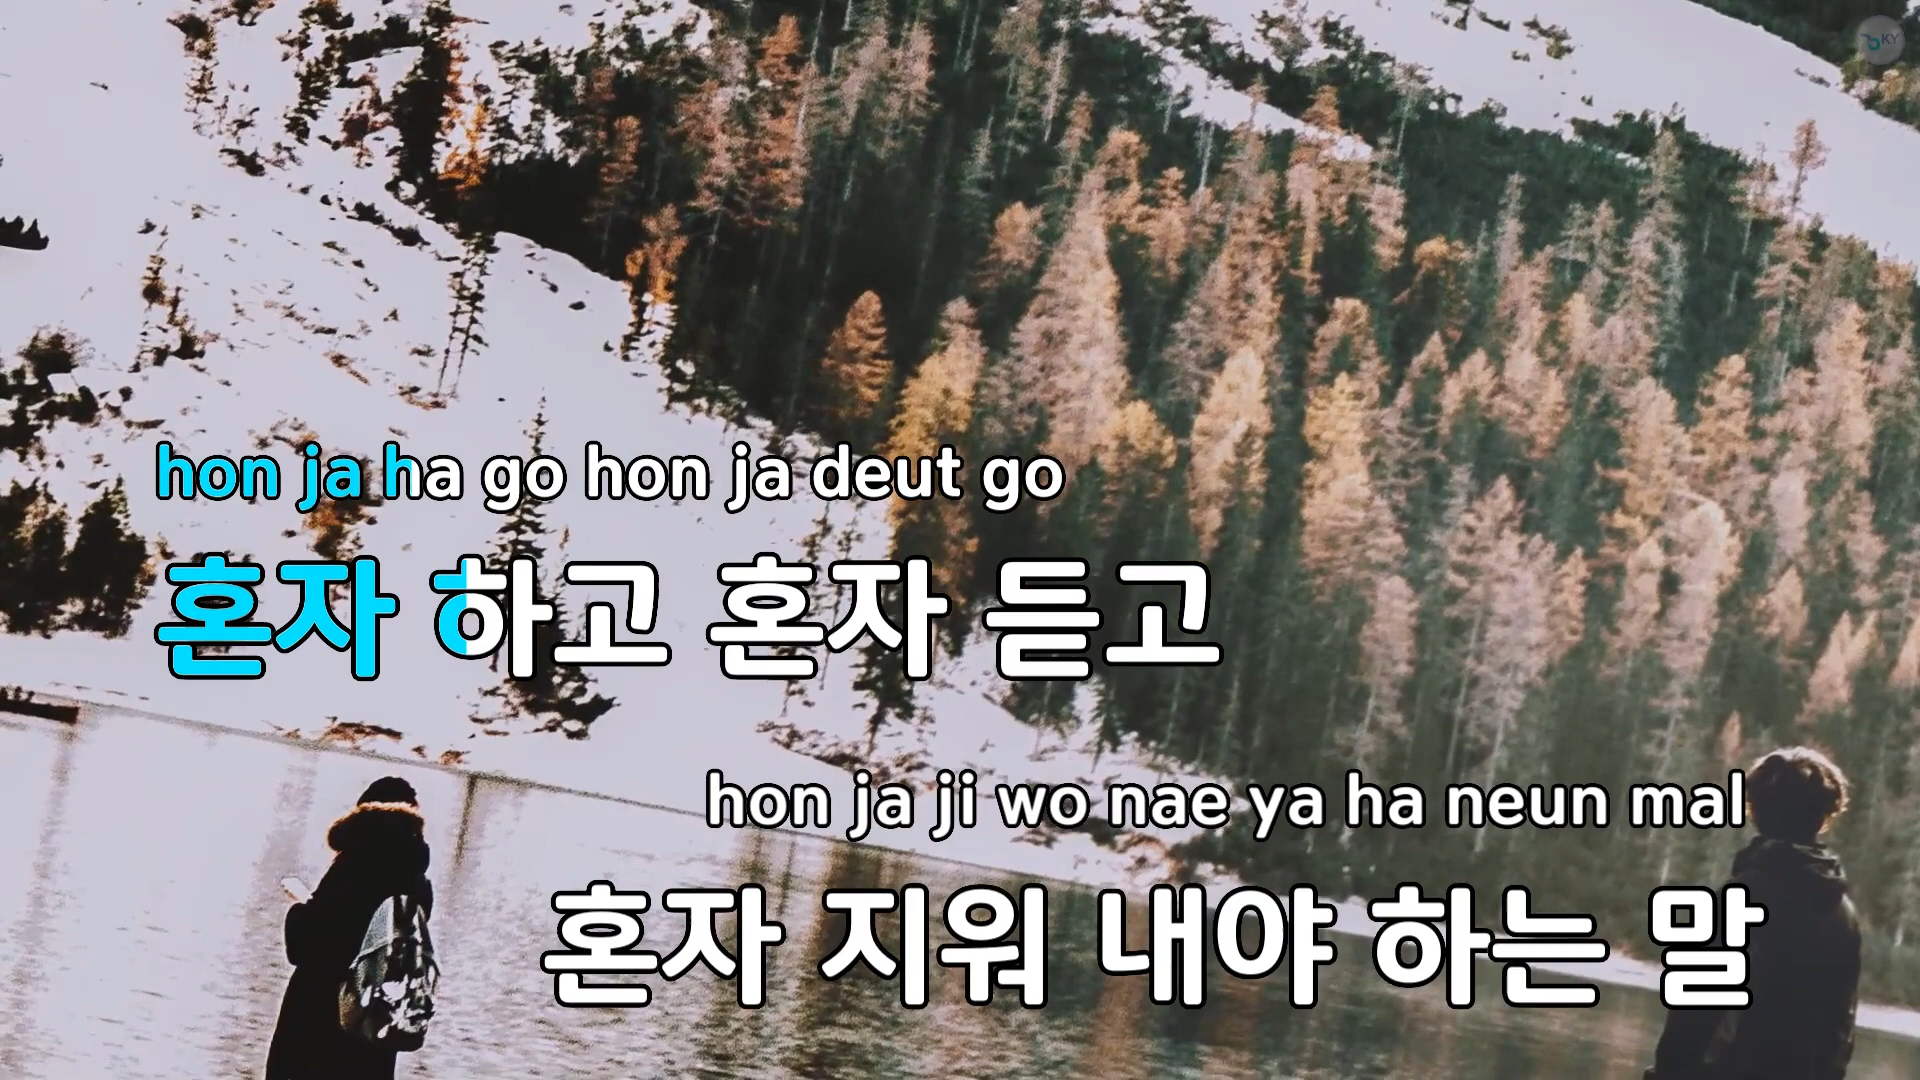 KY
hon ja ha go hon ja deut go
혼자 하고 혼자 듣고
hon ja ji wo nae ya ha neun mal
혼자 지워 내야 하는 말